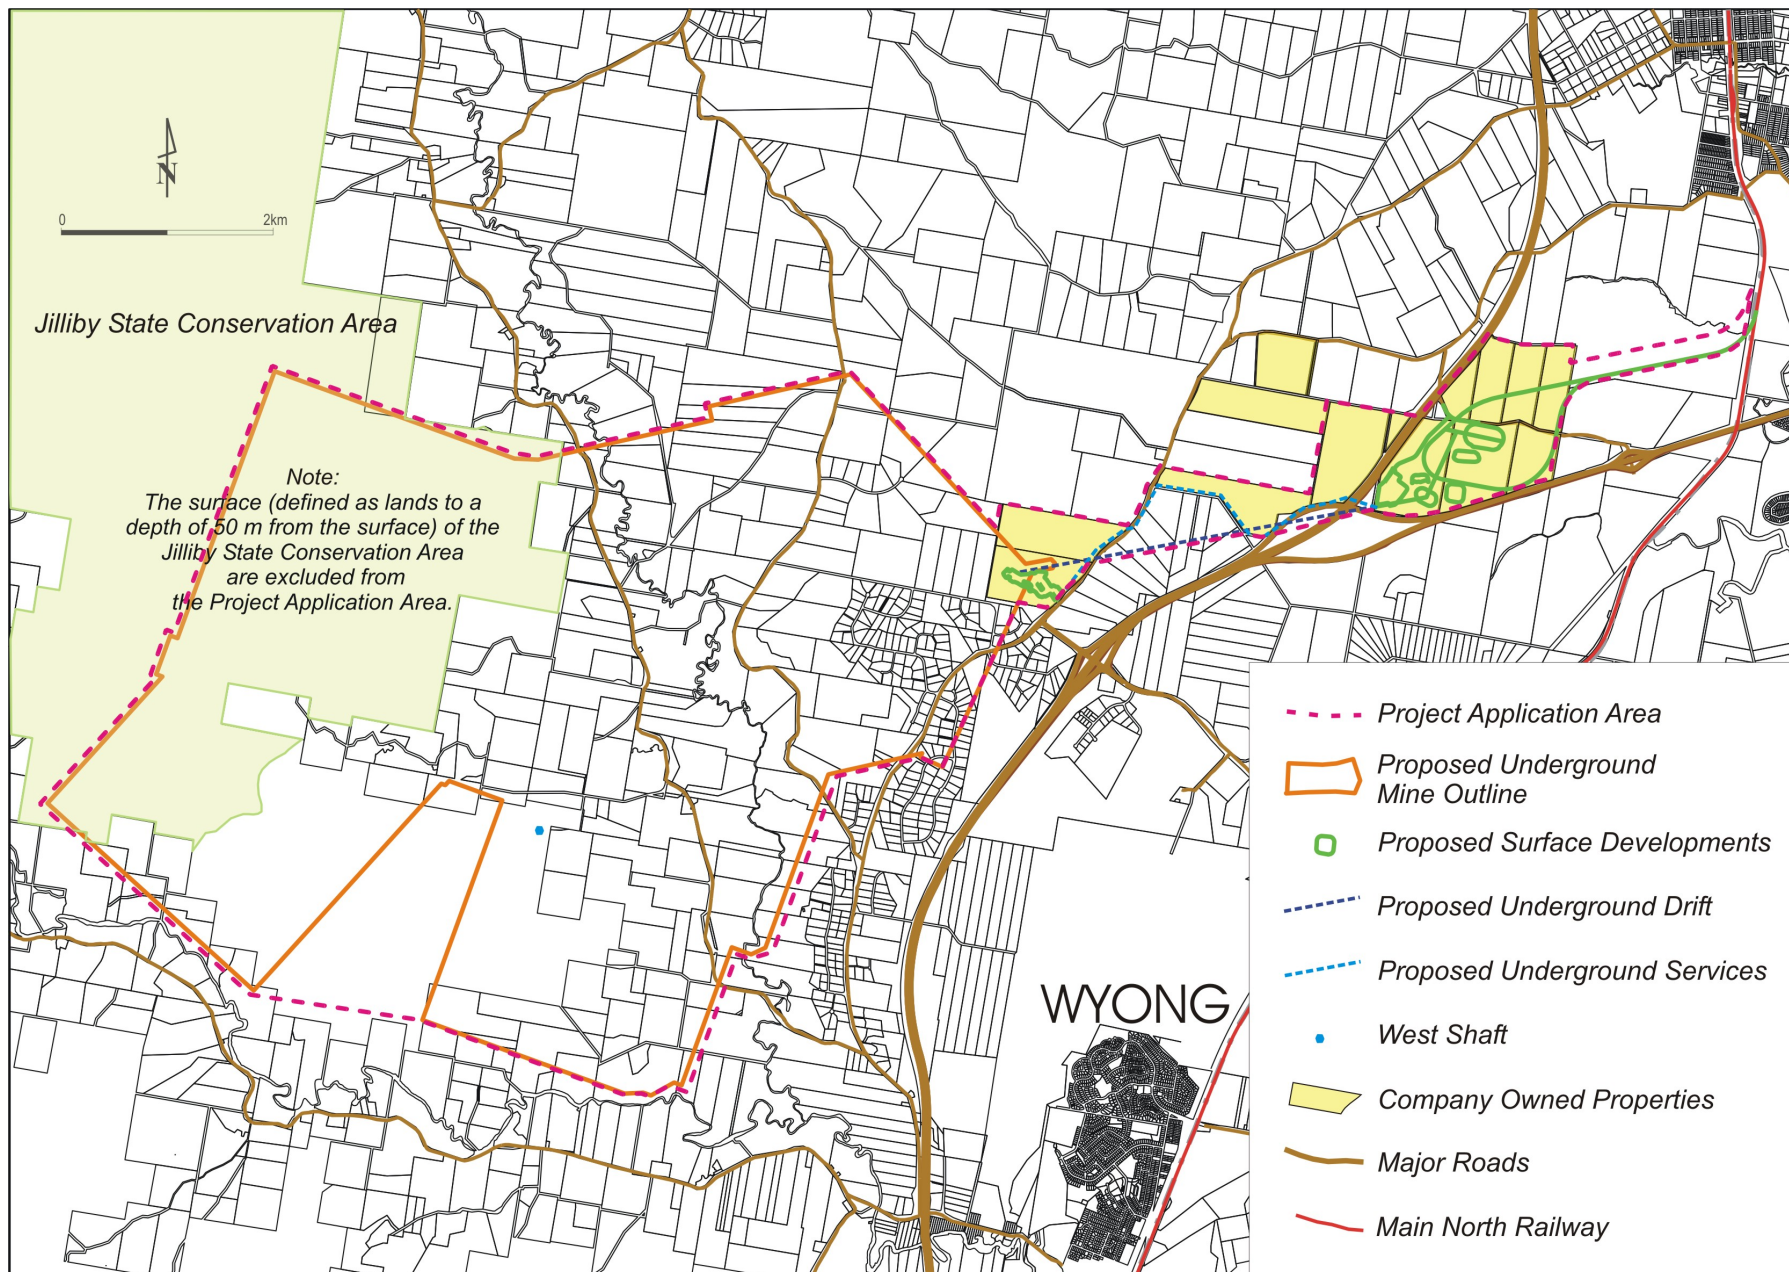 N
0 2km
Jilliby State Conservation Area
Note:
The surface (defined as lands to a
depth of 50 m from the surface) of the
Jilliby State Conservation Area
are excluded from
the Project Application Area.
WYONG
Project Application Area
Proposed Underground
Mine Outline
Proposed Surface Developments
Proposed Underground Drift
Proposed Underground Services
West Shaft
Company Owned Properties
Major Roads
Main North Railway